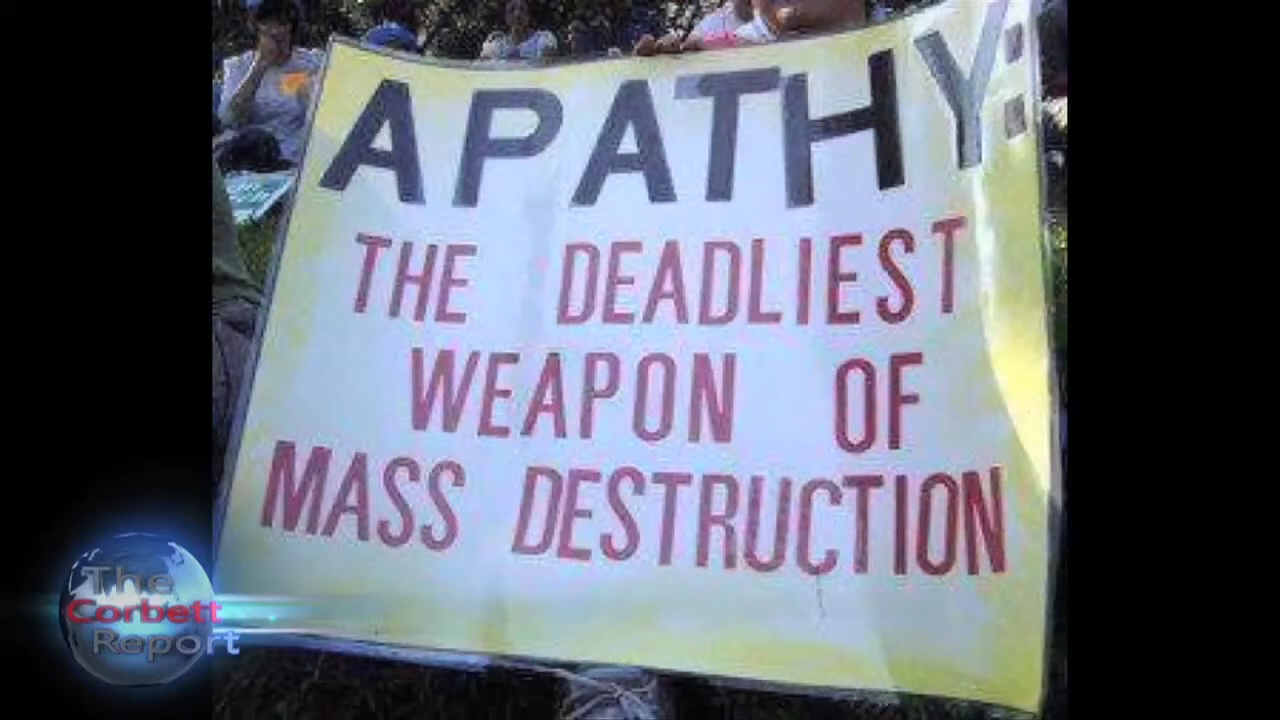 APATHY:
THE DEADLIEST
WEAPON OF
MASS DESTRUCTION
The
Corbett
Report